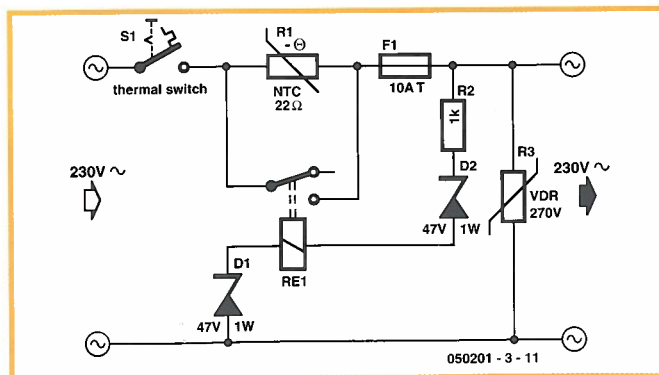 S1
thermal switch
R1
-Θ
NTC
22Ω
F1
10A T
R2
1k
D2
47V 1W
R3
VDR
270V
230V ~
230V ~
D1
47V 1W
RE1
050201 - 3 - 11